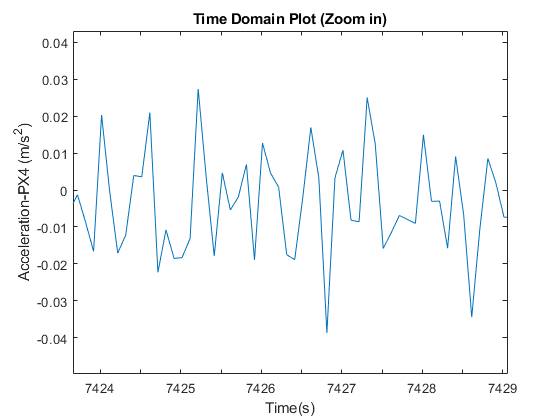 Time Domain Plot (Zoom in)
0.04
0.03
0.02
0.01
0
-0.01
-0.02
-0.03
-0.04
Acceleration-PX4 (m/s²)
7424 7425 7426 7427 7428 7429
Time(s)